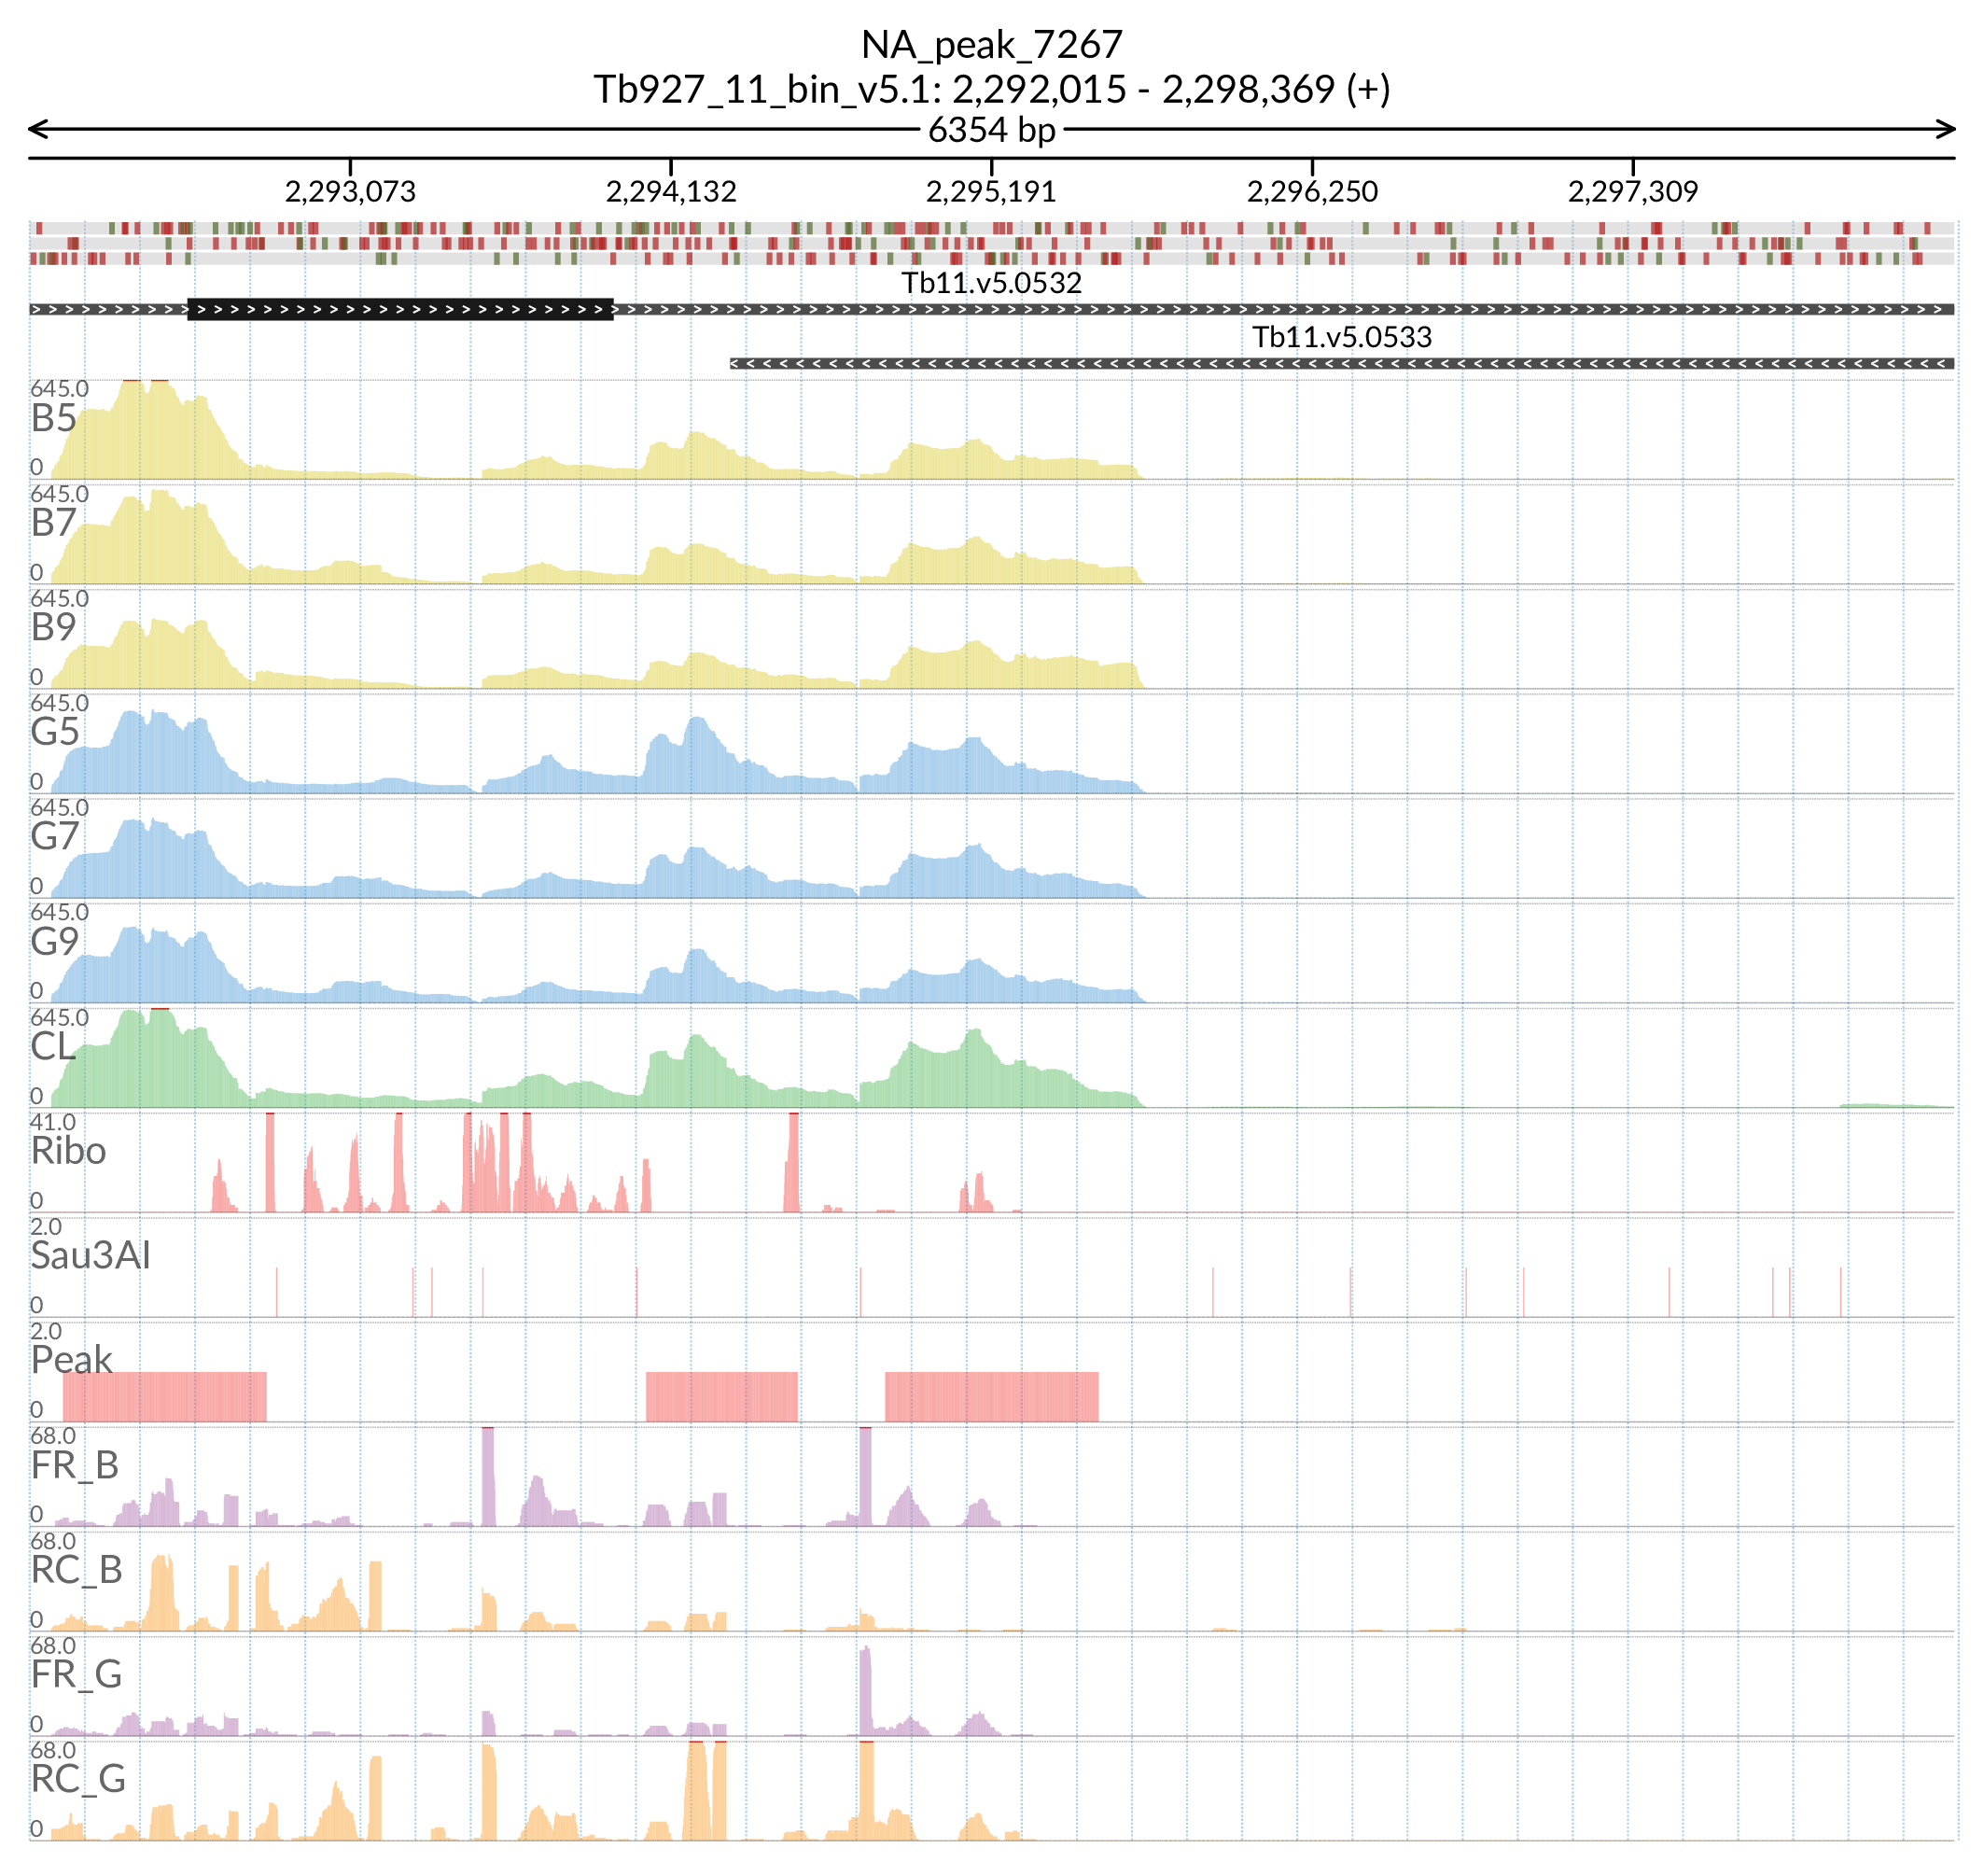 NA_peak_7267
Tb927_11_bin_v5.1: 2,292,015 - 2,298,369 (+)
6354 bp
2,293,073 2,294,132 2,295,191 2,296,250 2,297,309
Tb11.v5.0532
Tb11.v5.0533
645.0
B5
0
645.0
B7
0
645.0
B9
0
645.0
G5
0
645.0
G7
0
645.0
G9
0
645.0
CL
0
41.0
Ribo
0
2.0
Sau3AI
0
2.0
Peak
0
68.0
FR_B
0
68.0
RC_B
0
68.0
FR_G
0
68.0
RC_G
0